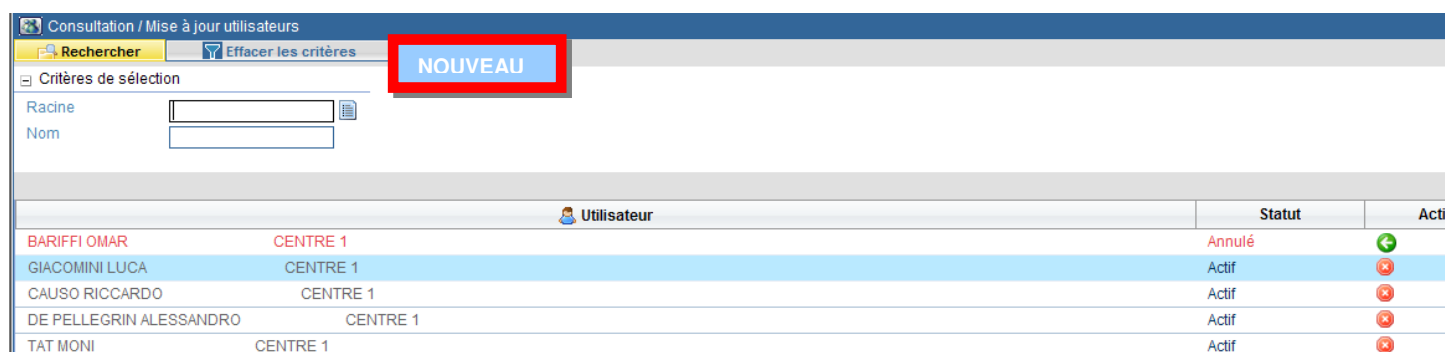 Consultation / Mise à jour utilisateurs
Rechercher Effacer les critères NOUVEAU
Critères de sélection
Racine
Nom
Utilisateur Statut Acti
BARIFFI OMAR CENTRE 1 Annulé
GIACOMINI LUCA CENTRE 1 Actif
CAUSO RICCARDO CENTRE 1 Actif
DE PELLEGRIN ALESSANDRO CENTRE 1 Actif
TAT MONI CENTRE 1 Actif